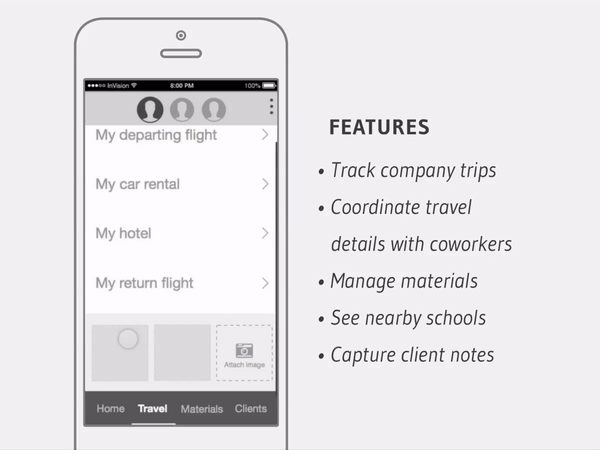 InVision 8:00 PM 100%
My departing flight
My car rental
My hotel
My return flight
Attach image
Home Travel Materials Clients
FEATURES
• Track company trips
• Coordinate travel
details with coworkers
• Manage materials
• See nearby schools
• Capture client notes